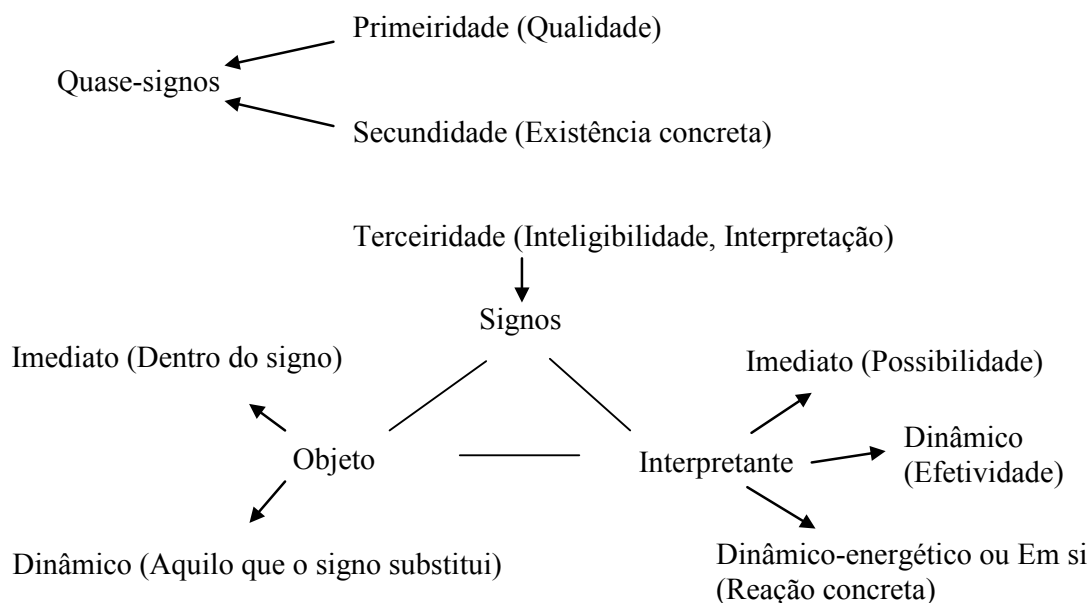 Primeiridade (Qualidade)
Quase-signos
Secundidade (Existência concreta)
Terceiridade (Inteligibilidade, Interpretação)
Signos
Imediato (Dentro do signo)
Imediato (Possibilidade)
Objeto
Interpretante
Dinâmico
(Efetividade)
Dinâmico (Aquilo que o signo substitui)
Dinâmico-energético ou Em si
(Reação concreta)